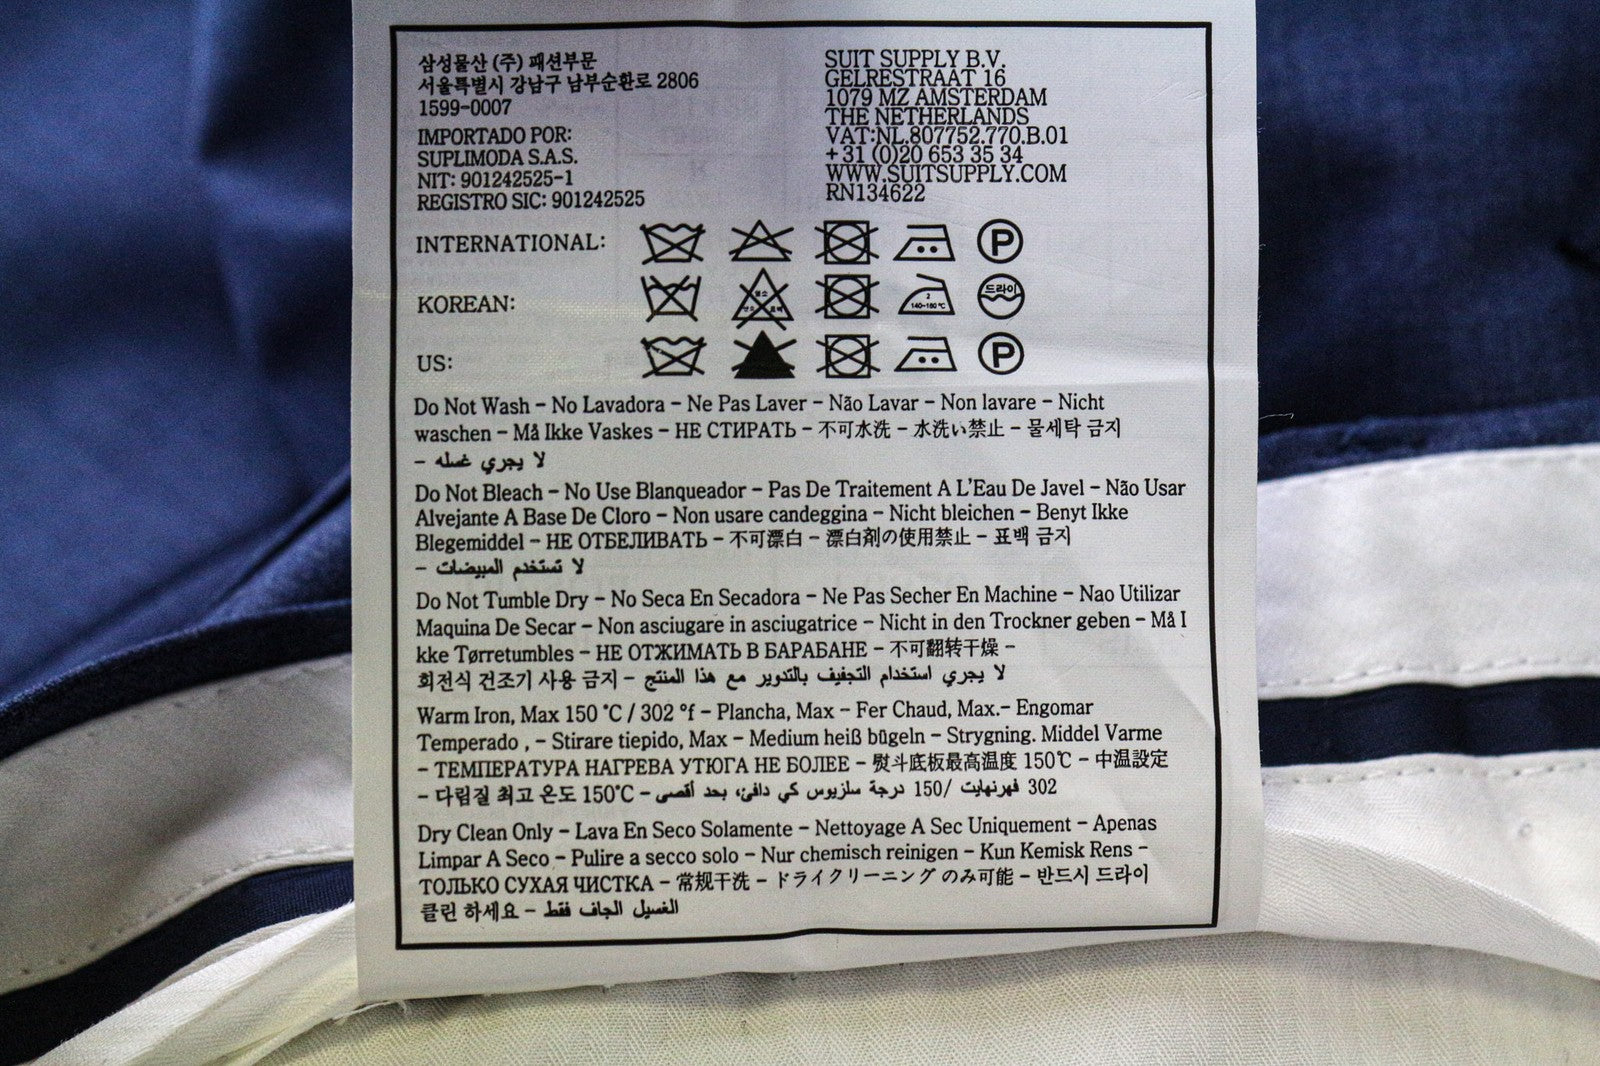 삼성물산 (주) 패션부문
서울특별시 강남구 남부순환로 2806
1599-0007
IMPORTADO POR:
SUPLIMODA S.A.S.
NIT: 901242525-1
REGISTRO SIC: 901242525
SUIT SUPPLY B.V.
GELRESTRAAT 16
1079 MZ AMSTERDAM
THE NETHERLANDS
VAT:NL.807752.770.B.01
+31 (0)20 653 35 34
WWW.SUITSUPPLY.COM
RN134622
INTERNATIONAL:
P
KOREAN:
2
140-160 ℃
드라이
US:
P
Do Not Wash – No Lavadora – Ne Pas Laver – Não Lavar – Non lavare – Nicht
waschen – Må Ikke Vaskes – НЕ СТИРАТЬ – 不可水洗 – 水洗い禁止 – 물세탁 금지
– لا يجري غسله
Do Not Bleach – No Use Blanqueador – Pas De Traitement A L'Eau De Javel – Não Usar
Alvejante A Base De Cloro – Non usare candeggina – Nicht bleichen – Benyt Ikke
Blegemiddel – НЕ ОТБЕЛИВАТЬ – 不可漂白 – 漂白剤の使用禁止 – 표백 금지
– لا تستخدم المبيضات
Do Not Tumble Dry – No Seca En Secadora – Ne Pas Secher En Machine – Nao Utilizar
Maquina De Secar – Non asciugare in asciugatrice – Nicht in den Trockner geben – Må I
kke Tørretumbles – НЕ ОТЖИМАТЬ В БАРАБАНЕ – 不可翻转干燥 –
회전식 건조기 사용 금지 – لا يجري استخدام التجفيف بالتدوير مع هذا المنتج
Warm Iron, Max 150 ℃ / 302 °f – Plancha, Max – Fer Chaud, Max.– Engomar
Temperado , – Stirare tiepido, Max – Medium heiß bügeln – Strygning. Middel Varme
– ТЕМПЕРАТУРА НАГРЕВА УТЮГА НЕ БОЛЕЕ – 熨斗底板最高温度 150℃ – 中温設定
– 다림질 최고 온도 150℃ – 302 فهرنهايت /150 درجة سلزيوس كي دافئ، بحد أقصى
Dry Clean Only – Lava En Seco Solamente – Nettoyage A Sec Uniquement – Apenas
Limpar A Seco – Pulire a secco solo – Nur chemisch reinigen – Kun Kemisk Rens –
ТОЛЬКО СУХАЯ ЧИСТКА – 常规干洗 – ドライクリーニング のみ可能 – 반드시 드라이
클린 하세요 – الغسيل الجاف فقط